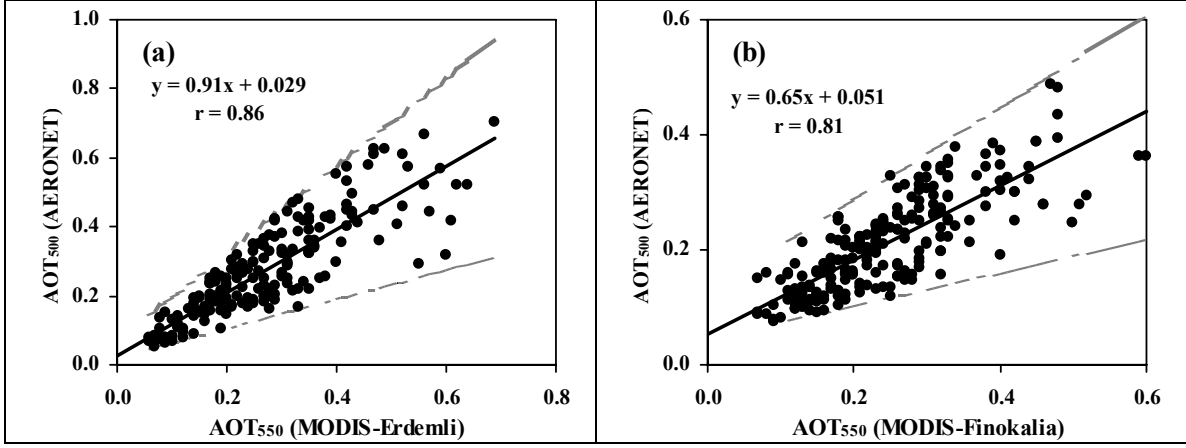 1.0
(a)
y = 0.91x + 0.029
r = 0.86
0.8
0.6
0.4
0.2
0.0
AOT500 (AERONET)
0.0 0.2 0.4 0.6 0.8
AOT550 (MODIS-Erdemli)
0.6
(b)
y = 0.65x + 0.051
r = 0.81
0.4
0.2
0.0
AOT500 (AERONET)
0.0 0.2 0.4 0.6
AOT550 (MODIS-Finokalia)